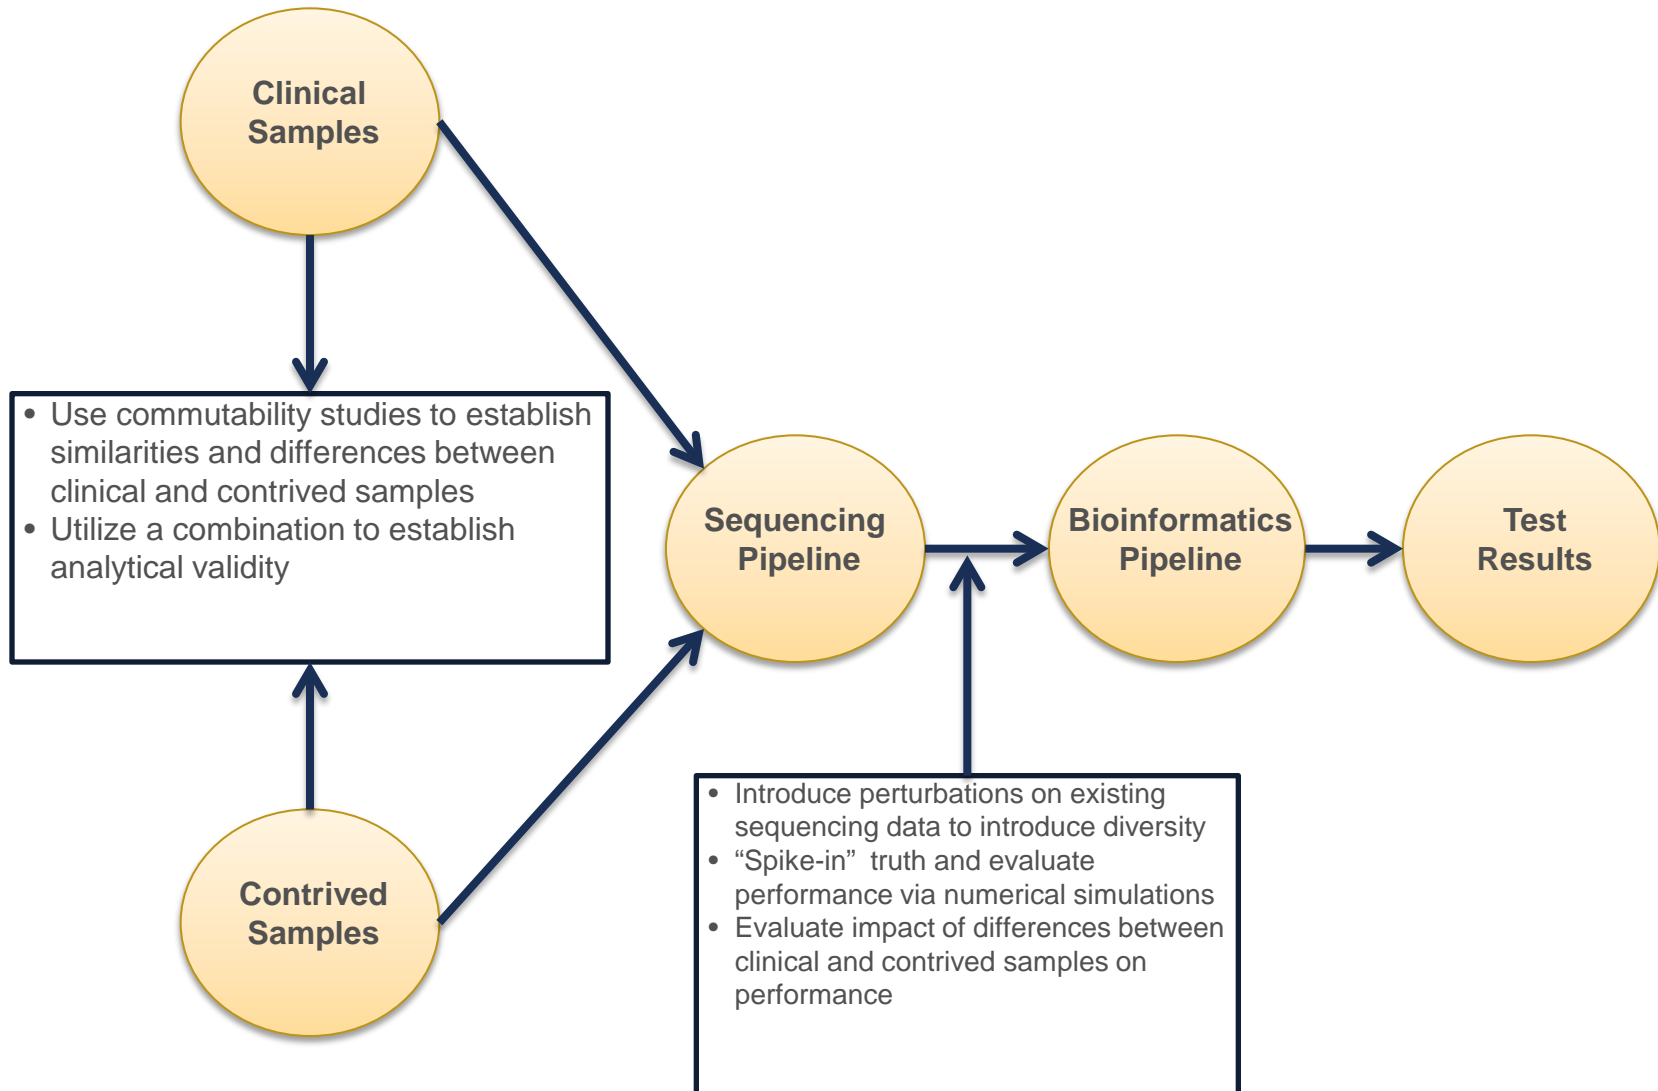 Clinical
Samples
• Use commutability studies to establish
similarities and differences between
clinical and contrived samples
• Utilize a combination to establish
analytical validity
Sequencing
Pipeline
Bioinformatics
Pipeline
Test
Results
Contrived
Samples
• Introduce perturbations on existing
sequencing data to introduce diversity
• “Spike-in” truth and evaluate
performance via numerical simulations
• Evaluate impact of differences between
clinical and contrived samples on
performance